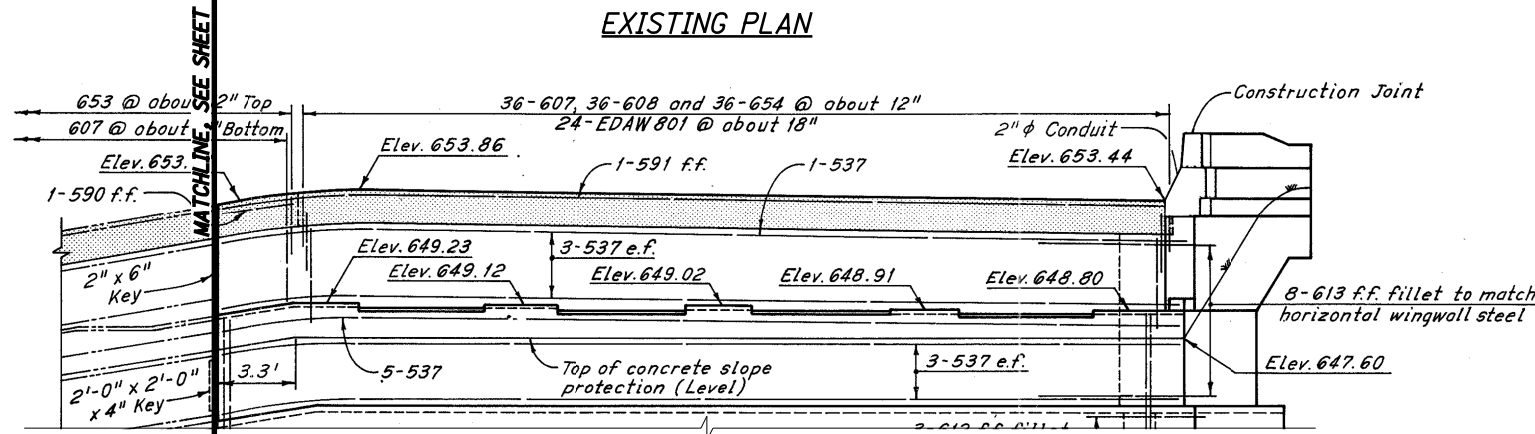 EXISTING PLAN
MATCHLINE, SEE SHEET
653 @ abou 2" Top
607 @ about "Bottom
36-607, 36-608 and 36-654 @ about 12"
24-EDAW 801 @ about 18"
Construction Joint
2" φ Conduit
Elev. 653.
Elev. 653.86
1-591 f.f.
1-537
Elev. 653.44
1-590 f.f.
2" x 6"
Key
Elev. 649.23
3-537 e.f.
Elev. 649.12
Elev. 649.02
Elev. 648.91
Elev. 648.80
8-613 f.f. fillet to match
horizontal wingwall steel
3.3'
5-537
Top of concrete slope
protection (Level)
3-537 e.f.
Elev. 647.60
2'-0" x 2'-0"
x 4" Key